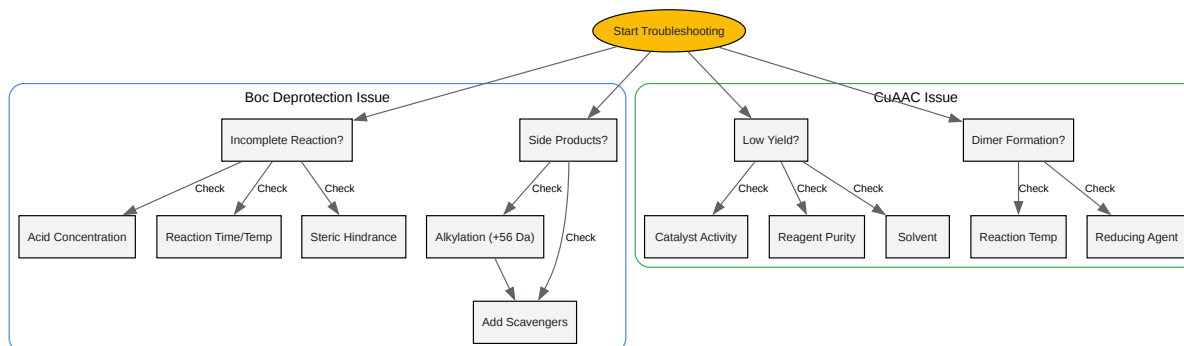 Start Troubleshooting
Boc Deprotection Issue
CuAAC Issue
Incomplete Reaction?
Side Products?
Low Yield?
Dimer Formation?
Check
Check
Check
Check
Check
Check
Check
Check
Check
Check
Acid Concentration
Reaction Time/Temp
Steric Hindrance
Alkylation (+56 Da)
Check
Catalyst Activity
Reagent Purity
Solvent
Reaction Temp
Reducing Agent
Add Scavengers